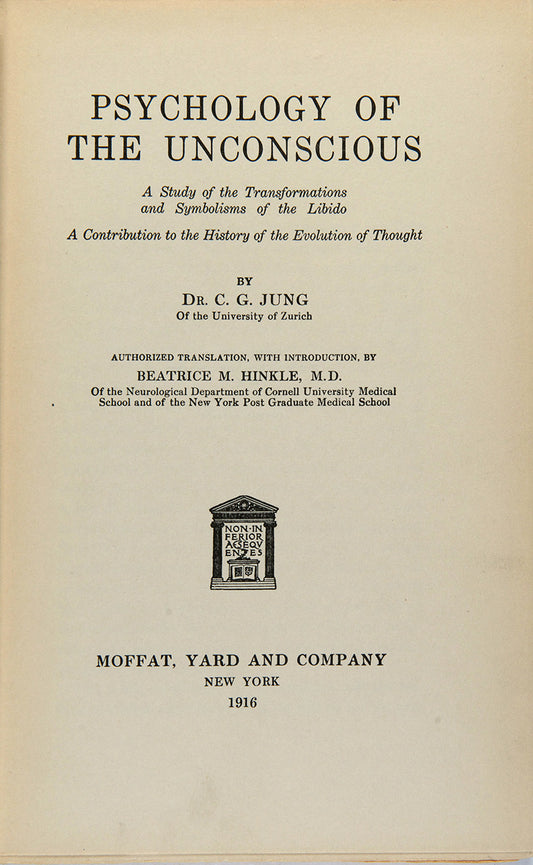 PSYCHOLOGY OF
THE UNCONSCIOUS
A Study of the Transformations
and Symbolisms of the Libido
A Contribution to the History of the Evolution of Thought
BY
DR. C. G. JUNG
Of the University of Zurich
AUTHORIZED TRANSLATION, WITH INTRODUCTION, BY
BEATRICE M. HINKLE, M.D.
Of the Neurological Department of Cornell University Medical
School and of the New York Post Graduate Medical School
NON·IN
FERIOR
A·SEQV
ENTES
MOFFAT, YARD AND COMPANY
NEW YORK
1916